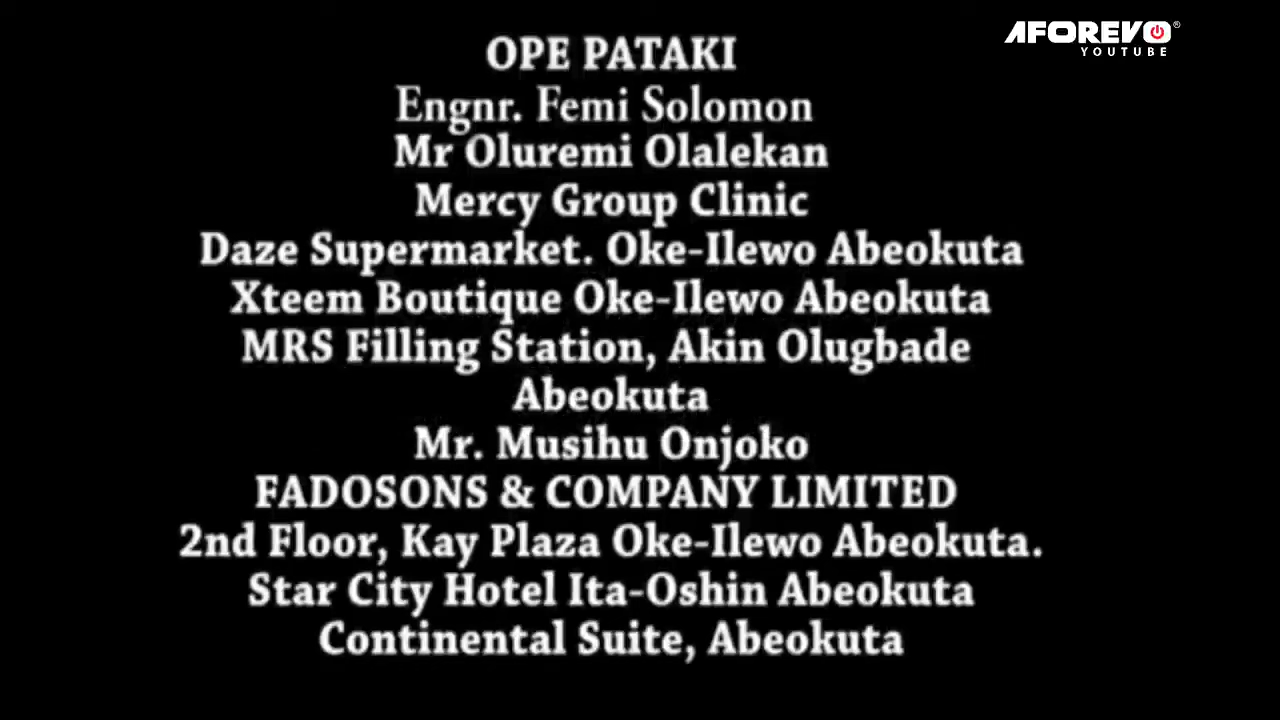 AFOREVO
YOUTUBE
OPE PATAKI
Engnr. Femi Solomon
Mr Oluremi Olalekan
Mercy Group Clinic
Daze Supermarket. Oke-Ilewo Abeokuta
Xteem Boutique Oke-Ilewo Abeokuta
MRS Filling Station, Akin Olugbade
Abeokuta
Mr. Musihu Onjoko
FADOSONS & COMPANY LIMITED
2nd Floor, Kay Plaza Oke-Ilewo Abeokuta.
Star City Hotel Ita-Oshin Abeokuta
Continental Suite, Abeokuta